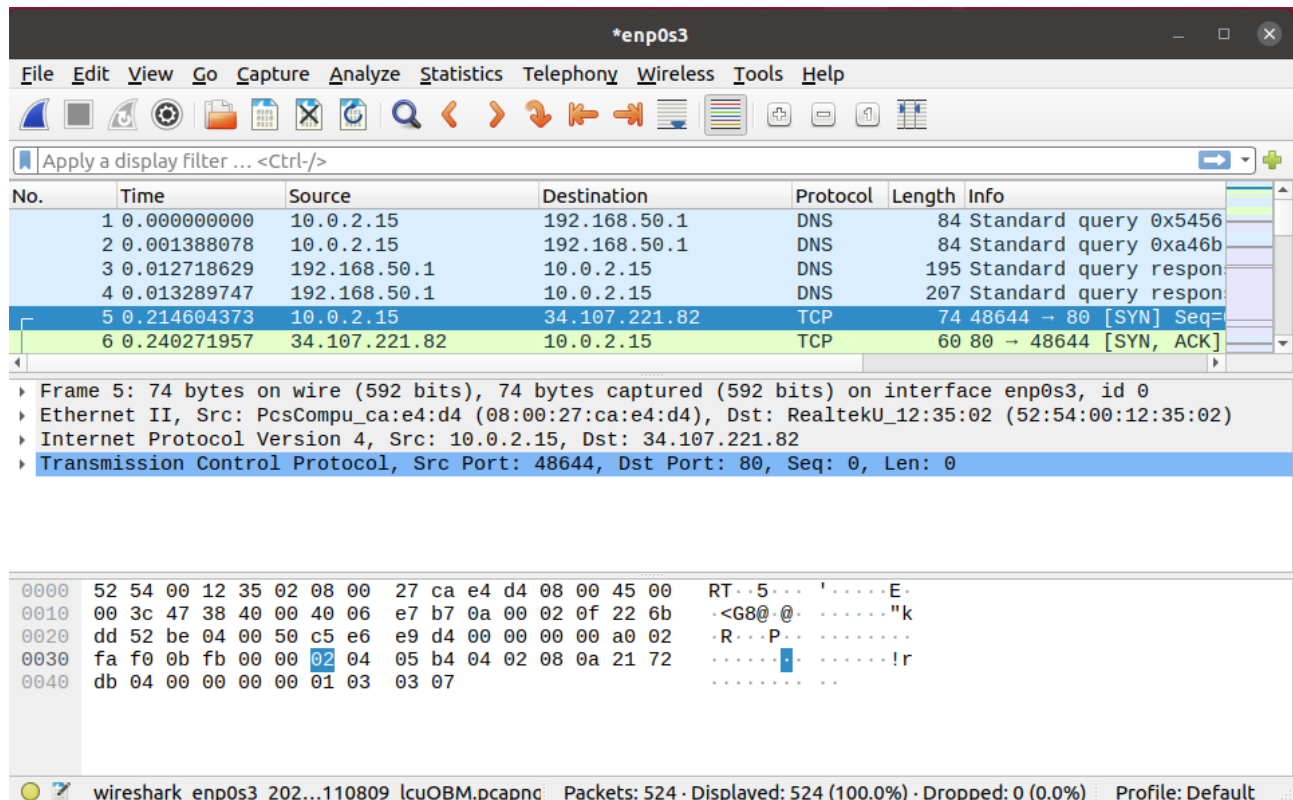 *enp0s3
File Edit View Go Capture Analyze Statistics Telephony Wireless Tools Help
Apply a display filter … <Ctrl-/>
No. Time Source Destination Protocol Length Info
1 0.000000000 10.0.2.15 192.168.50.1 DNS 84 Standard query 0x5456
2 0.001388078 10.0.2.15 192.168.50.1 DNS 84 Standard query 0xa46b
3 0.012718629 192.168.50.1 10.0.2.15 DNS 195 Standard query respon
4 0.013289747 192.168.50.1 10.0.2.15 DNS 207 Standard query respon
5 0.214604373 10.0.2.15 34.107.221.82 TCP 74 48644 → 80 [SYN] Seq=
6 0.240271957 34.107.221.82 10.0.2.15 TCP 60 80 → 48644 [SYN, ACK]
Frame 5: 74 bytes on wire (592 bits), 74 bytes captured (592 bits) on interface enp0s3, id 0
Ethernet II, Src: PcsCompu_ca:e4:d4 (08:00:27:ca:e4:d4), Dst: RealtekU_12:35:02 (52:54:00:12:35:02)
Internet Protocol Version 4, Src: 10.0.2.15, Dst: 34.107.221.82
Transmission Control Protocol, Src Port: 48644, Dst Port: 80, Seq: 0, Len: 0
0000 52 54 00 12 35 02 08 00 27 ca e4 d4 08 00 45 00 RT··5··· '·····E·
0010 00 3c 47 38 40 00 40 06 e7 b7 0a 00 02 0f 22 6b ·<G8@·@· ······"k
0020 dd 52 be 04 00 50 c5 e6 e9 d4 00 00 00 00 a0 02 ·R···P·· ········
0030 fa f0 0b fb 00 00 02 04 05 b4 04 02 08 0a 21 72 ········ ······!r
0040 db 04 00 00 00 00 01 03 03 07 ········ ··
wireshark_enp0s3_202…110809_lcuOBM.pcapng Packets: 524 · Displayed: 524 (100.0%) · Dropped: 0 (0.0%) Profile: Default